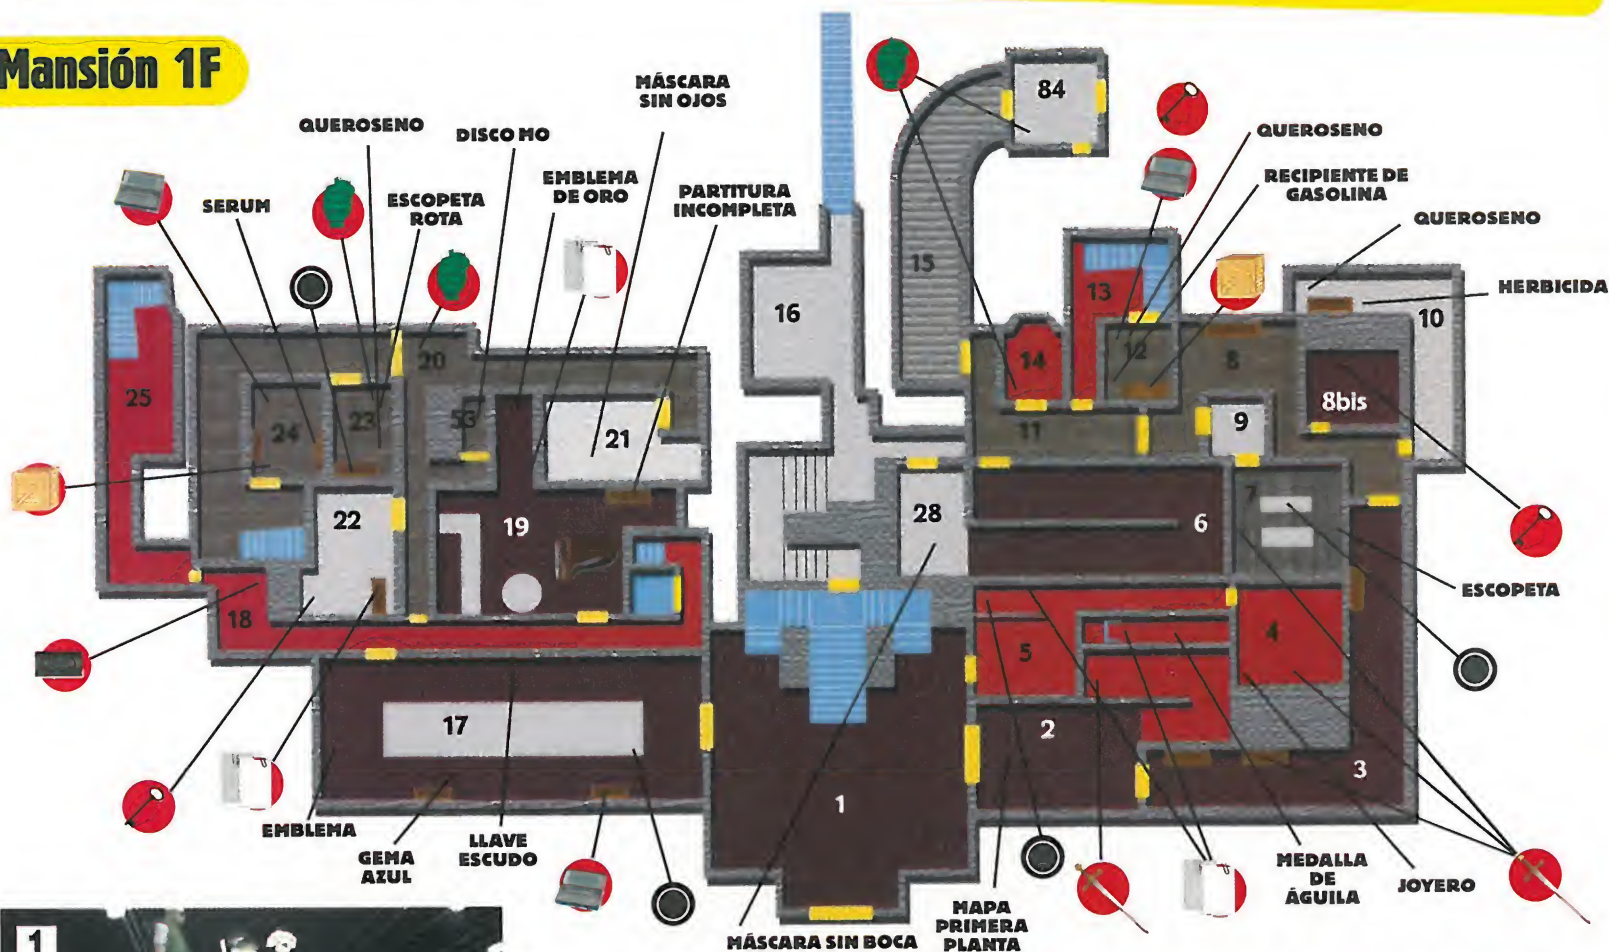 Mansión 1F
MÁSCARA
SIN OJOS
84
QUEROSENO
DISCO MO
QUEROSENO
EMBLEMA
DE ORO
PARTITURA
INCOMPLETA
RECIPIENTE DE
GASOLINA
SERUM
ESCOPETA
ROTA
QUEROSENO
HERBICIDA
15
13
16
10
14
12
8
20
25
8bis
24
23
53
21
11
9
22
19
28
6
7
ESCOPETA
18
5
4
17
2
3
1
EMBLEMA
GEMA
AZUL
LLAVE
ESCUDO
MEDALLA
DE
ÁGUILA
JOYERO
MÁSCARA SIN BOCA
MAPA
PRIMERA
PLANTA
1